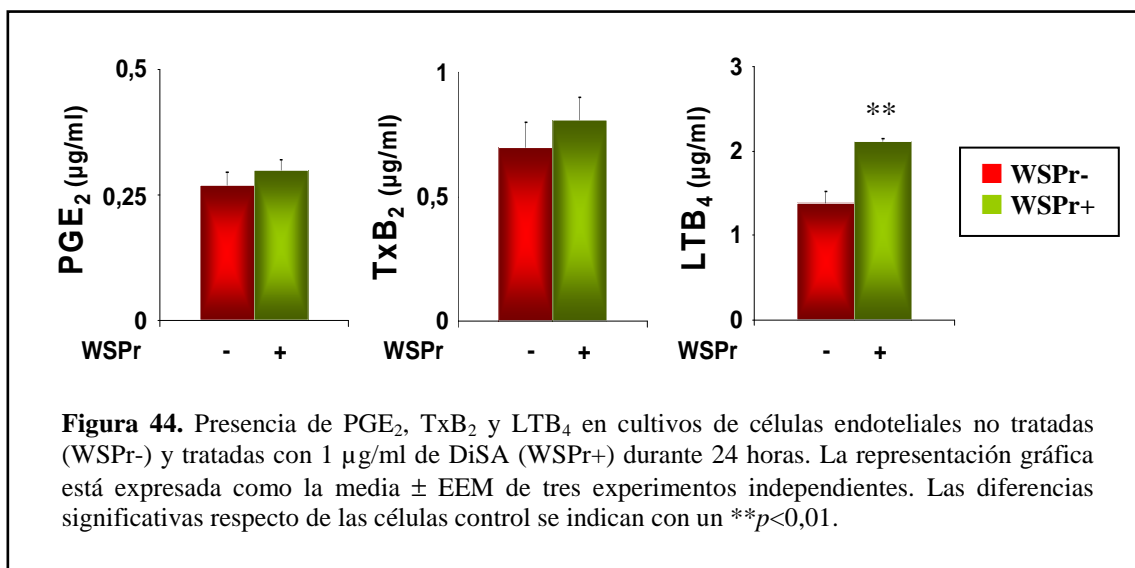 0,5
0,25
0
PGE₂ (µg/ml)
WSPr - +
1
0,5
0
TxB₂ (µg/ml)
- +
3
2
1
0
LTB₄ (µg/ml)
**
WSPr - +
WSPr-
WSPr+
Figura 44. Presencia de PGE₂, TxB₂ y LTB₄ en cultivos de células endoteliales no tratadas
(WSPr-) y tratadas con 1 µg/ml de DiSA (WSPr+) durante 24 horas. La representación gráfica
está expresada como la media ± EEM de tres experimentos independientes. Las diferencias
significativas respecto de las células control se indican con un **p<0,01.